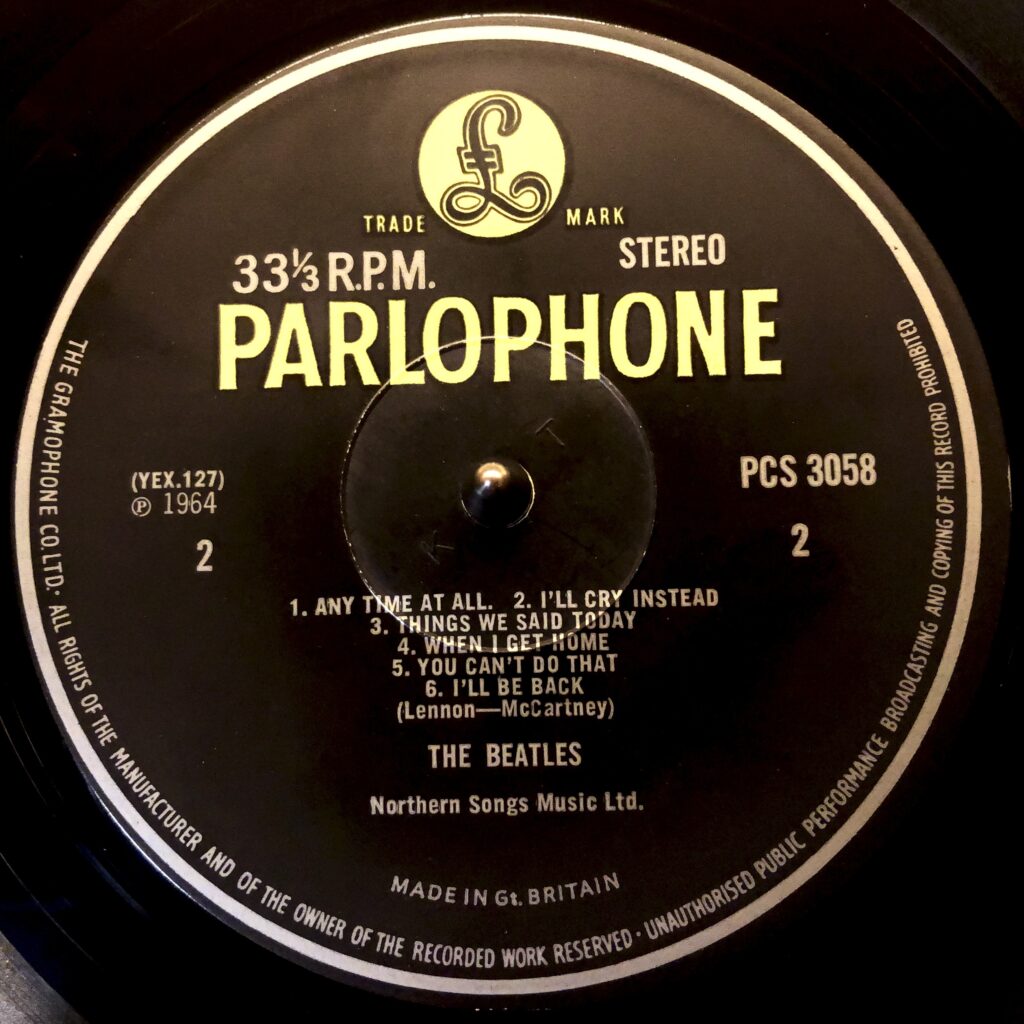 £
TRADE MARK
33⅓ R.P.M. STEREO
PARLOPHONE
(YEX.127) PCS 3058
℗ 1964
2 2
1. ANY TIME AT ALL. 2. I'LL CRY INSTEAD
3. THINGS WE SAID TODAY
4. WHEN I GET HOME
5. YOU CAN'T DO THAT
6. I'LL BE BACK
(Lennon—McCartney)
THE BEATLES
Northern Songs Music Ltd.
MADE IN Gt. BRITAIN
THE GRAMOPHONE CO. LTD. · ALL RIGHTS OF THE MANUFACTURER AND OF THE OWNER OF THE RECORDED WORK RESERVED · UNAUTHORISED PUBLIC PERFORMANCE BROADCASTING AND COPYING OF THIS RECORD PROHIBITED
K T